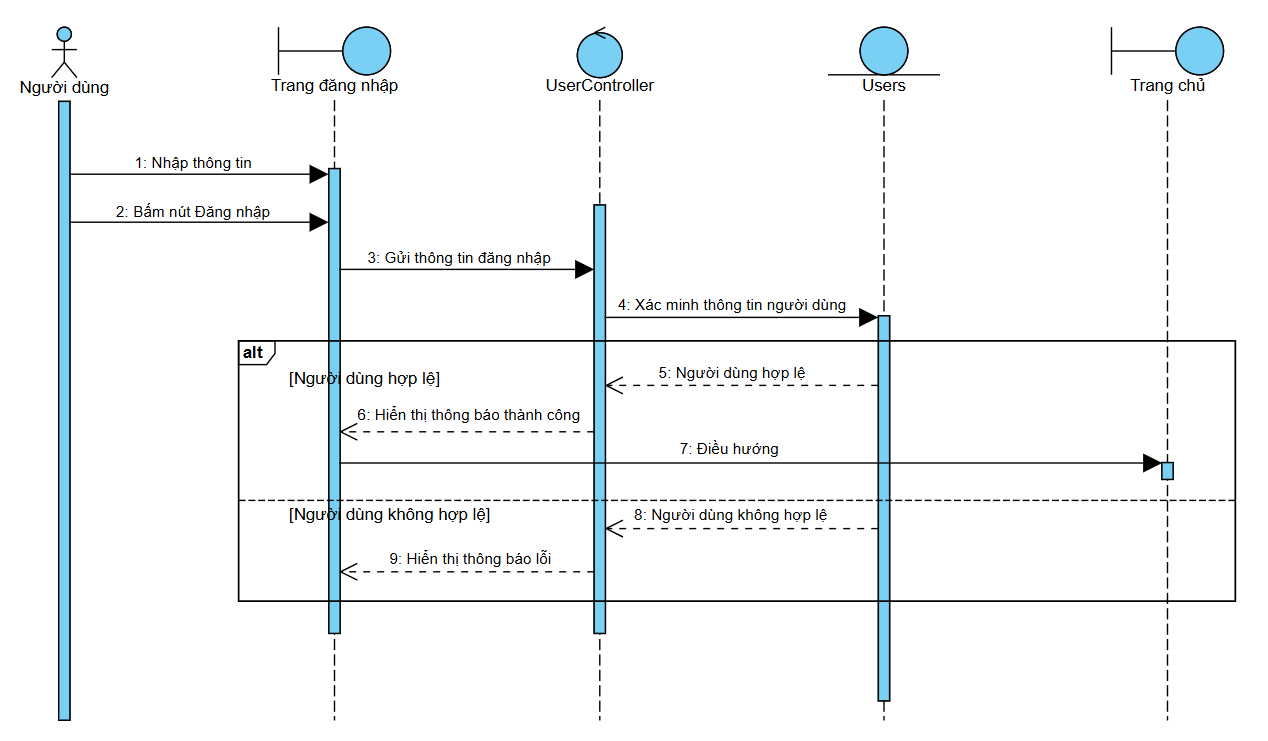 Người dùng
Trang đăng nhập
UserController
Users
Trang chủ
1: Nhập thông tin
2: Bấm nút Đăng nhập
3: Gửi thông tin đăng nhập
4: Xác minh thông tin người dùng
alt
[Người dùng hợp lệ]
5: Người dùng hợp lệ
6: Hiển thị thông báo thành công
7: Điều hướng
[Người dùng không hợp lệ]
8: Người dùng không hợp lệ
9: Hiển thị thông báo lỗi